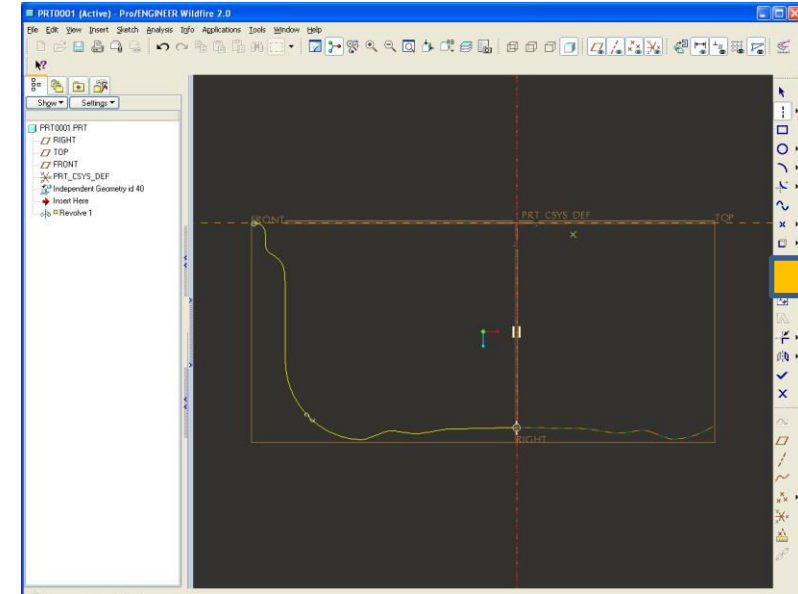 PRT0001 (Active) - Pro/ENGINEER Wildfire 2.0
File Edit View Insert Sketch Analysis Info Applications Tools Window Help
Show Settings
PRT0001.PRT
RIGHT
TOP
FRONT
PRT_CSYS_DEF
Independent Geometry id 40
Insert Here
Revolve 1
FRONT
PRT_CSYS_DEF
TOP
RIGHT